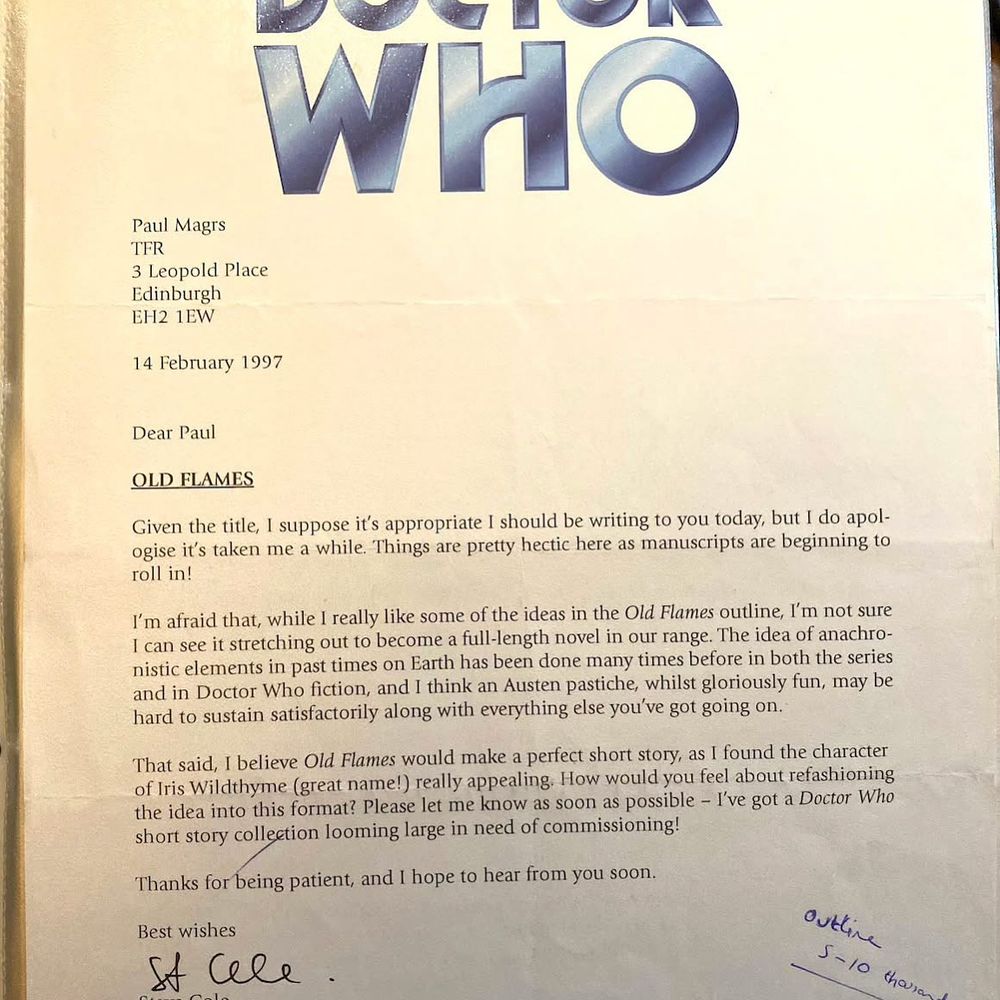 DOCTOR
WHO
Paul Magrs
TFR
3 Leopold Place
Edinburgh
EH2 1EW
14 February 1997
Dear Paul
OLD FLAMES
Given the title, I suppose it's appropriate I should be writing to you today, but I do apol-
ogise it's taken me a while. Things are pretty hectic here as manuscripts are beginning to
roll in!
I'm afraid that, while I really like some of the ideas in the Old Flames outline, I'm not sure
I can see it stretching out to become a full-length novel in our range. The idea of anachro-
nistic elements in past times on Earth has been done many times before in both the series
and in Doctor Who fiction, and I think an Austen pastiche, whilst gloriously fun, may be
hard to sustain satisfactorily along with everything else you've got going on.
That said, I believe Old Flames would make a perfect short story, as I found the character
of Iris Wildthyme (great name!) really appealing. How would you feel about refashioning
the idea into this format? Please let me know as soon as possible – I've got a Doctor Who
short story collection looming large in need of commissioning!
Thanks for being patient, and I hope to hear from you soon.
Best wishes
St Cole .
Outline
5-10 thousand